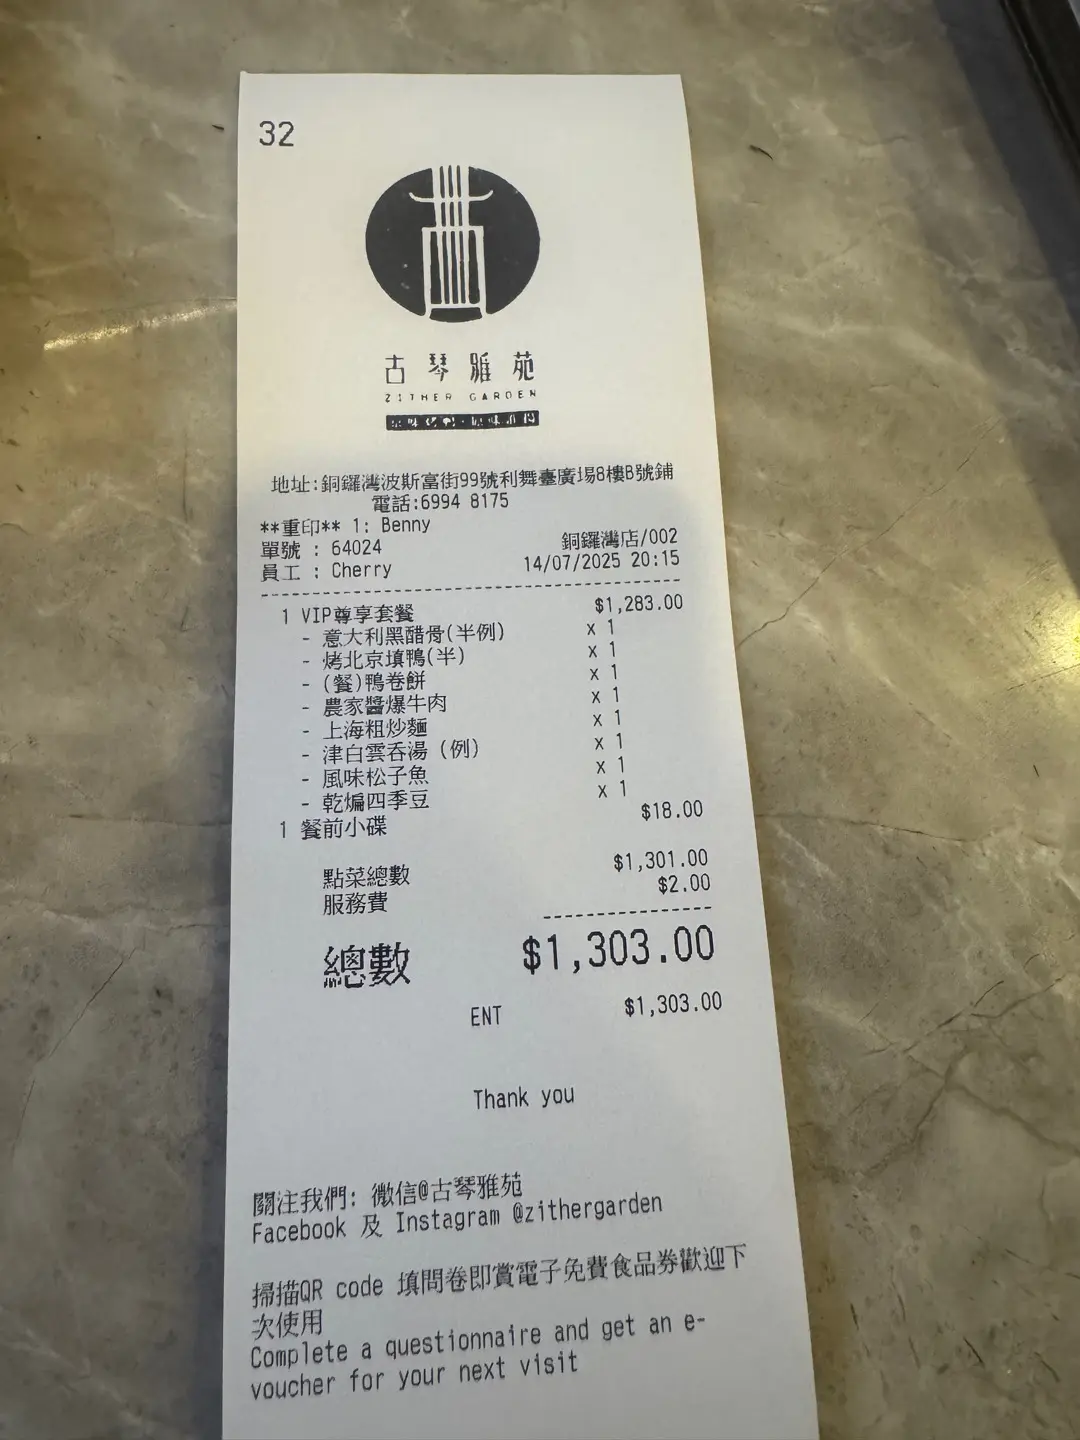 32
古琴雅苑
ZITHER GARDEN
地址:銅鑼灣波斯富街99號利舞臺廣場8樓B號鋪
電話:6994 8175
**重印** 1: Benny
單號 : 64024 銅鑼灣店/002
員工 : Cherry 14/07/2025 20:15
1 VIP尊享套餐 $1,283.00
- 意大利黑醋骨(半例) x 1
- 烤北京填鴨(半) x 1
- (餐)鴨卷餅 x 1
- 農家醬爆牛肉 x 1
- 上海粗炒麵 x 1
- 津白雲吞湯 (例) x 1
- 風味松子魚 x 1
- 乾煸四季豆 x 1
1 餐前小碟 $18.00
點菜總數 $1,301.00
服務費 $2.00
總數 $1,303.00
ENT $1,303.00
Thank you
關注我們: 微信@古琴雅苑
Facebook 及 Instagram @zithergarden
掃描QR code 填問卷即賞電子免費食品券歡迎下
次使用
Complete a questionnaire and get an e-
voucher for your next visit